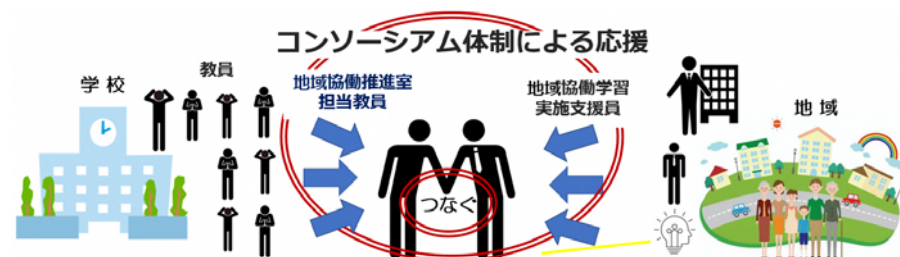 コンソーシアム体制による応援
学校
教員
地域協働推進室
担当教員
地域協働学習
実施支援員
地域
つなぐ